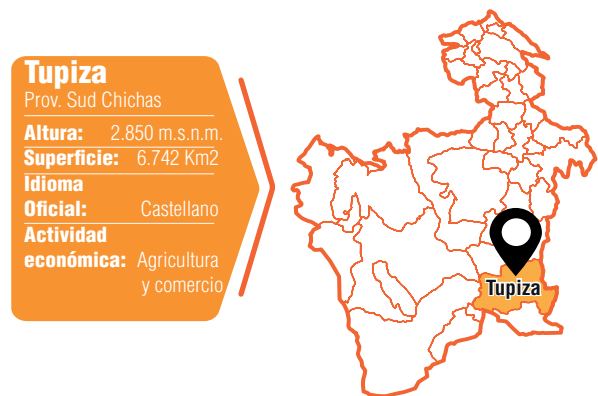 Tupiza
Prov. Sud Chichas
Altura: 2.850 m.s.n.m.
Superficie: 6.742 Km2
Idioma
Oficial: Castellano
Actividad
económica: Agricultura
y comercio
Tupiza